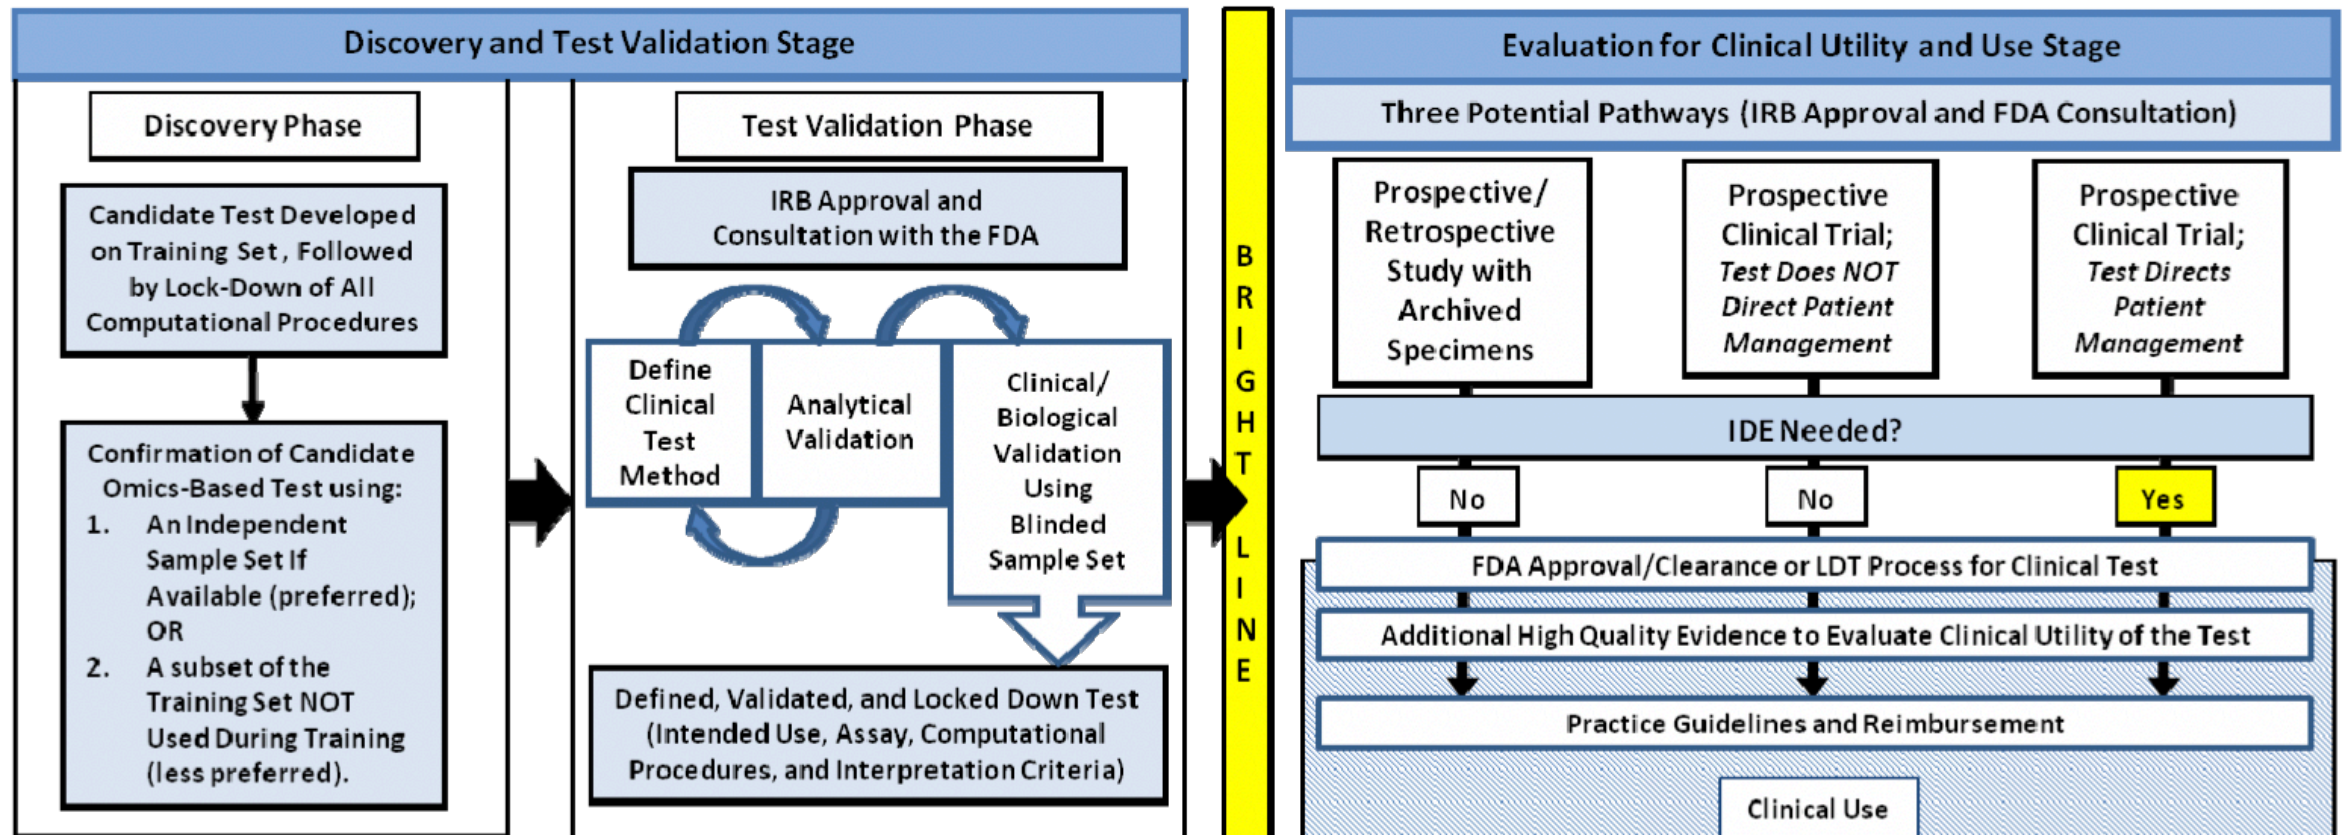 Discovery and Test Validation Stage
Discovery Phase
Candidate Test Developed
on Training Set, Followed
by Lock-Down of All
Computational Procedures
Confirmation of Candidate
Omics-Based Test using:
1. An Independent
Sample Set If
Available (preferred);
OR
2. A subset of the
Training Set NOT
Used During Training
(less preferred).
Test Validation Phase
IRB Approval and
Consultation with the FDA
Define
Clinical
Test
Method
Analytical
Validation
Clinical/
Biological
Validation
Using
Blinded
Sample Set
Defined, Validated, and Locked Down Test
(Intended Use, Assay, Computational
Procedures, and Interpretation Criteria)
B
R
I
G
H
T
L
I
N
E
Evaluation for Clinical Utility and Use Stage
Three Potential Pathways (IRB Approval and FDA Consultation)
Prospective/
Retrospective
Study with
Archived
Specimens
Prospective
Clinical Trial;
Test Does NOT
Direct Patient
Management
Prospective
Clinical Trial;
Test Directs
Patient
Management
IDE Needed?
No
No
Yes
FDA Approval/Clearance or LDT Process for Clinical Test
Additional High Quality Evidence to Evaluate Clinical Utility of the Test
Practice Guidelines and Reimbursement
Clinical Use